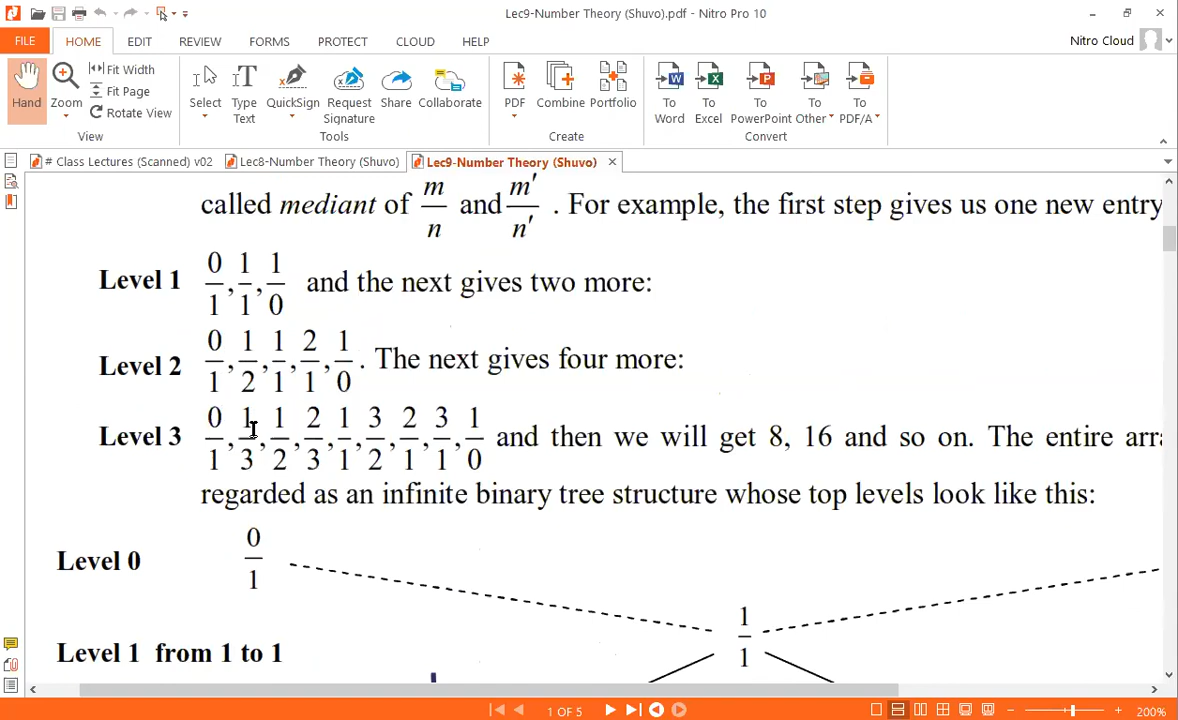 Lec9-Number Theory (Shuvo).pdf - Nitro Pro 10
FILE HOME EDIT REVIEW FORMS PROTECT CLOUD HELP Nitro Cloud
Hand Zoom Fit Width Fit Page Rotate View Select Type Text QuickSign Request Signature Share Collaborate PDF Combine Portfolio To Word To Excel To PowerPoint To Other To PDF/A
View Tools Create Convert
# Class Lectures (Scanned) v02 Lec8-Number Theory (Shuvo) Lec9-Number Theory (Shuvo)
called mediant of m/n and m′/n′ . For example, the first step gives us one new entry
Level 1 0/1, 1/1, 1/0 and the next gives two more:
Level 2 0/1, 1/2, 1/1, 2/1, 1/0 . The next gives four more:
Level 3 0/1, 1/3, 1/2, 2/3, 1/1, 3/2, 2/1, 3/1, 1/0 and then we will get 8, 16 and so on. The entire
regarded as an infinite binary tree structure whose top levels look like this:
Level 0 0/1
1/1
Level 1 from 1 to 1
1 OF 5 200%